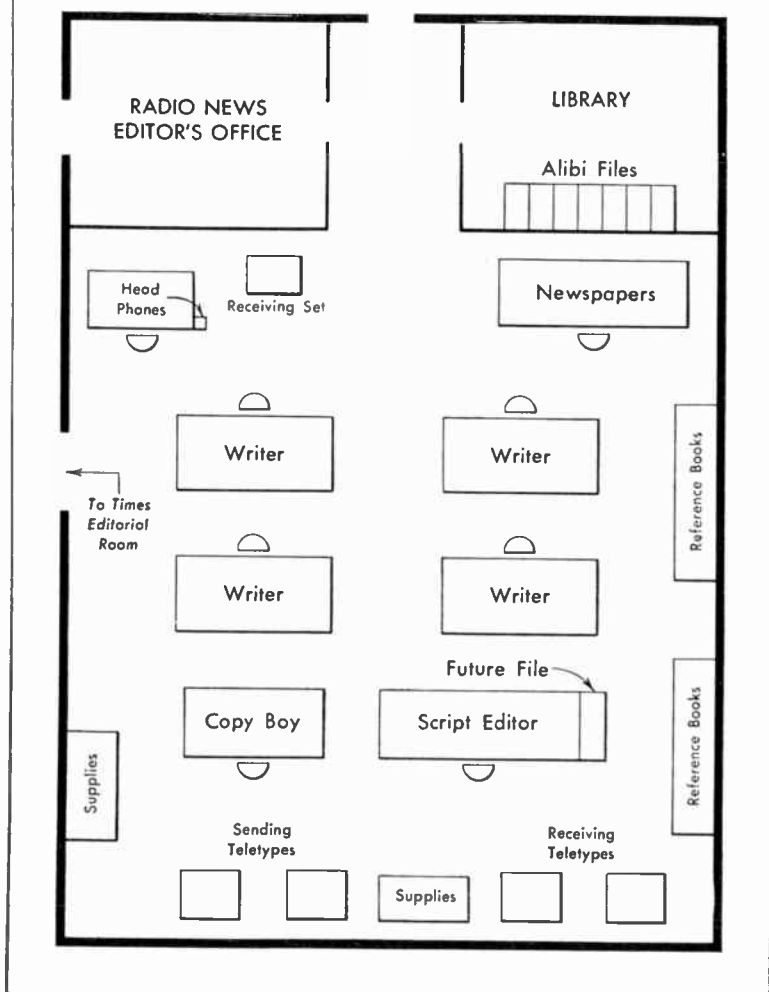 RADIO NEWS
EDITOR'S OFFICE
LIBRARY
Alibi Files
Head
Phones
Receiving Set
Newspapers
Writer
Writer
Reference Books
To Times
Editorial
Room
Writer
Writer
Future File
Copy Boy
Script Editor
Reference Books
Supplies
Sending
Teletypes
Receiving
Teletypes
Supplies